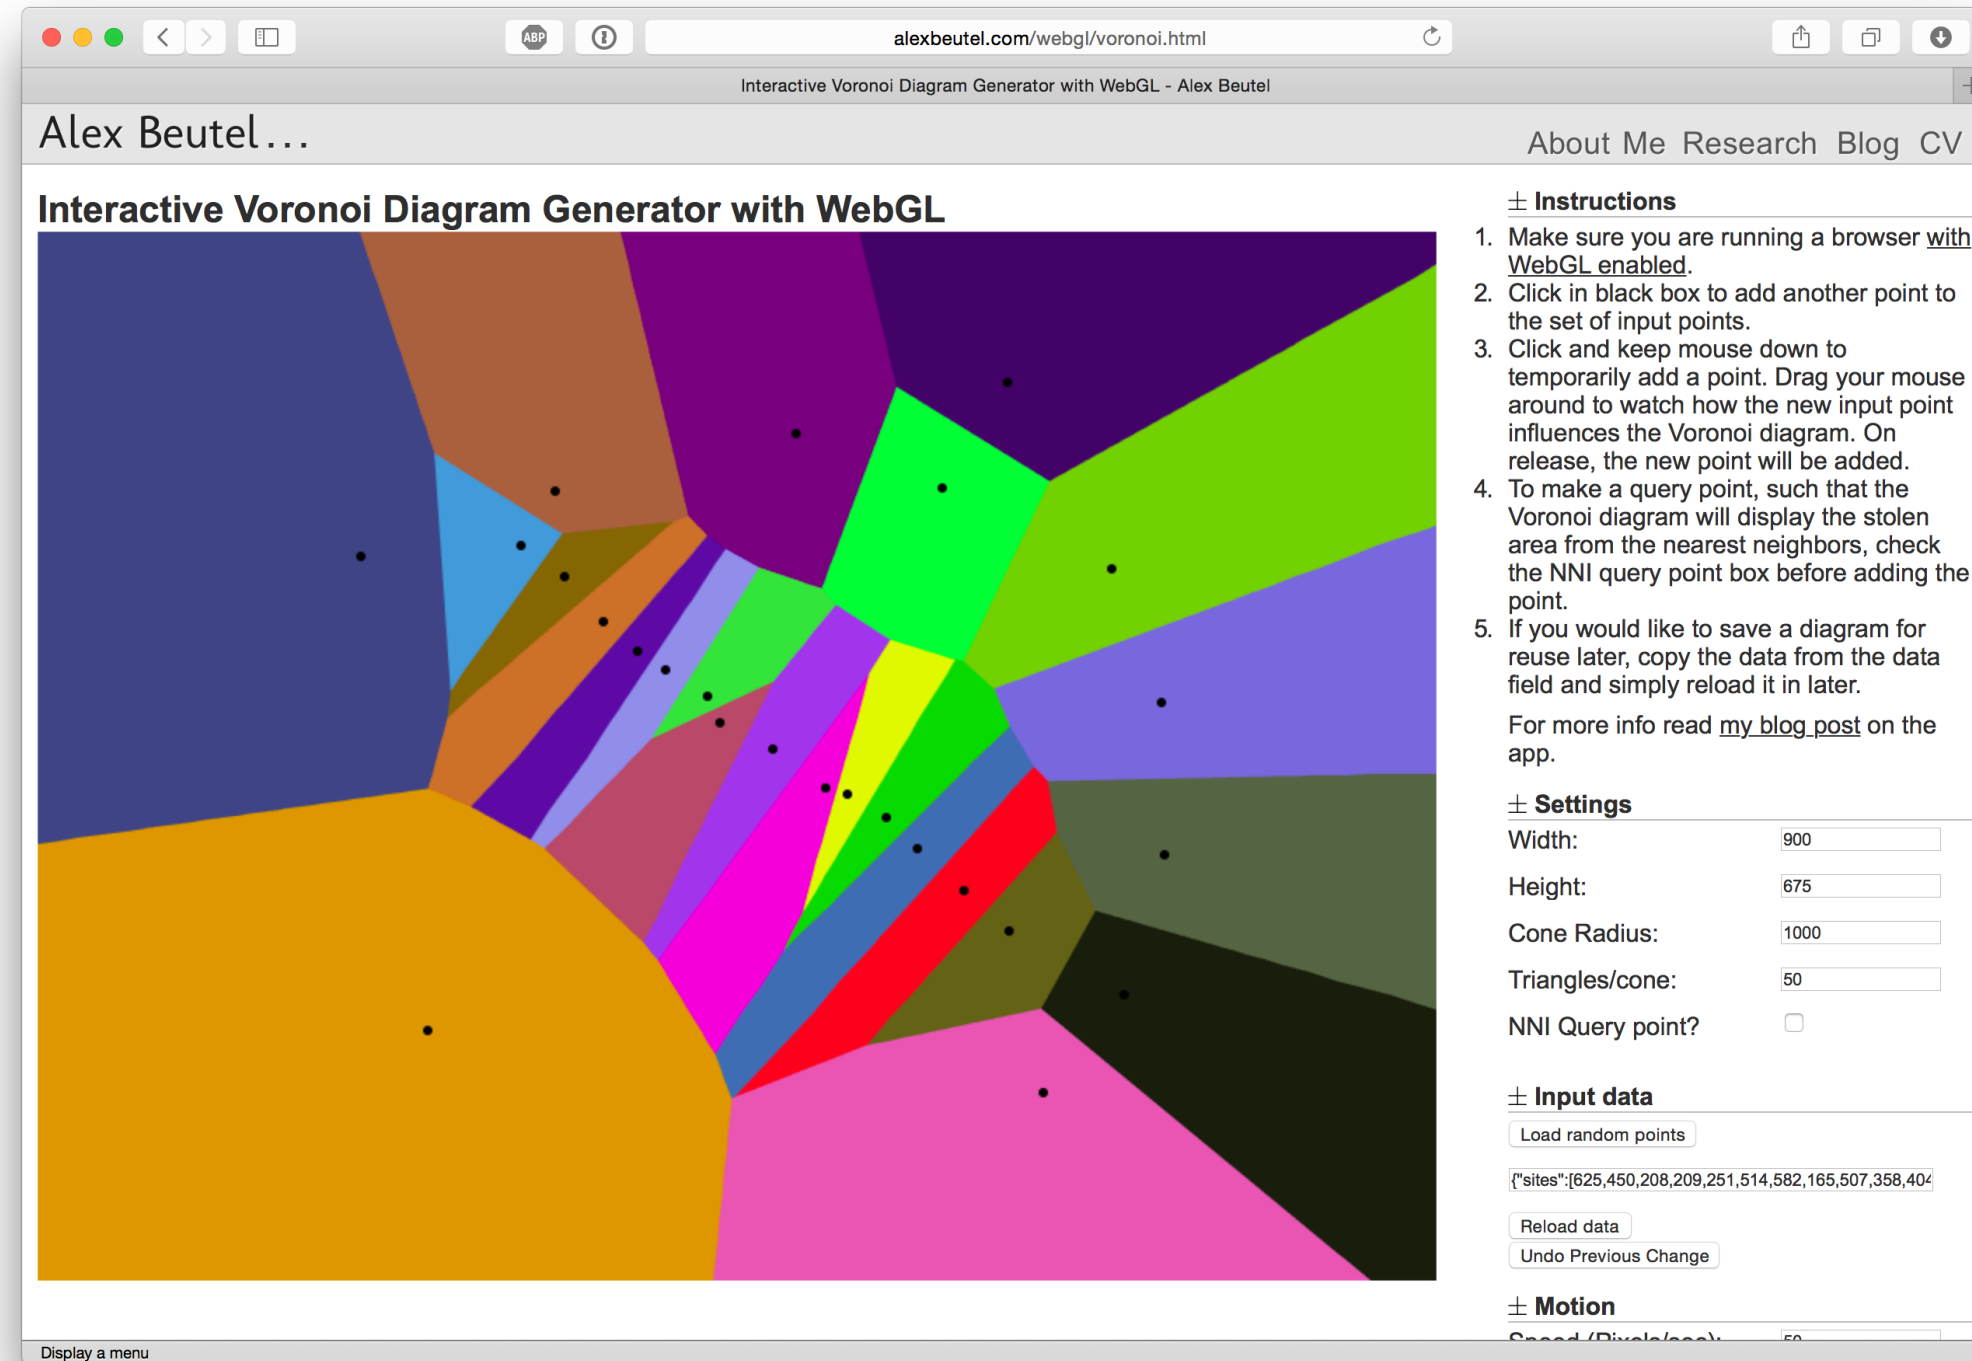 ABP
alexbeutel.com/webgl/voronoi.html
Interactive Voronoi Diagram Generator with WebGL - Alex Beutel
Alex Beutel...
About Me Research Blog CV
Interactive Voronoi Diagram Generator with WebGL
± Instructions
1. Make sure you are running a browser with
WebGL enabled.
2. Click in black box to add another point to
the set of input points.
3. Click and keep mouse down to
temporarily add a point. Drag your mouse
around to watch how the new input point
influences the Voronoi diagram. On
release, the new point will be added.
4. To make a query point, such that the
Voronoi diagram will display the stolen
area from the nearest neighbors, check
the NNI query point box before adding the
point.
5. If you would like to save a diagram for
reuse later, copy the data from the data
field and simply reload it in later.
For more info read my blog post on the
app.
± Settings
Width: 900
Height: 675
Cone Radius: 1000
Triangles/cone: 50
NNI Query point?
± Input data
Load random points
{"sites":[625,450,208,209,251,514,582,165,507,358,404
Reload data
Undo Previous Change
± Motion
Speed (Pixels/sec): 50
Display a menu